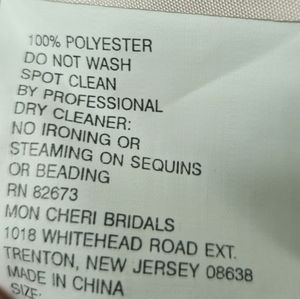 100% POLYESTER
DO NOT WASH
SPOT CLEAN
BY PROFESSIONAL
DRY CLEANER:
NO IRONING OR
STEAMING ON SEQUINS
OR BEADING
RN 82673
MON CHERI BRIDALS
1018 WHITEHEAD ROAD EXT.
TRENTON, NEW JERSEY 08638
MADE IN CHINA
SIZE: